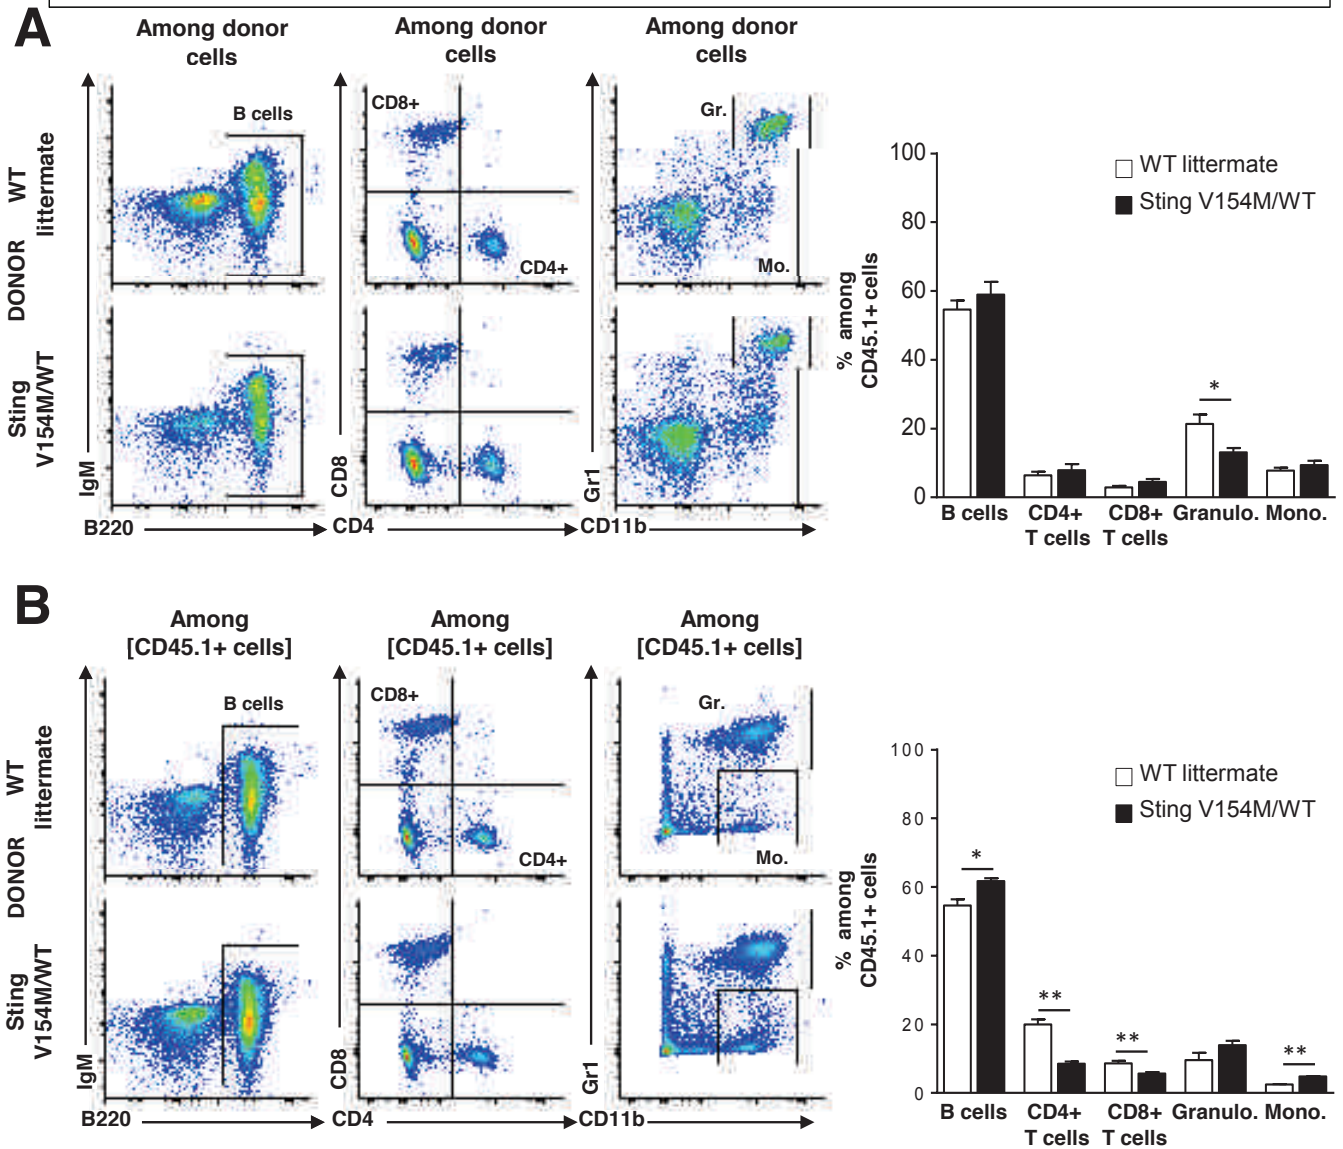 A
Among donor
cells
Among donor
cells
Among donor
cells
DONOR
WT
littermate
Sting
V154M/WT
B cells
CD8+
CD4+
Gr.
Mo.
IgM
B220
CD8
CD4
Gr1
CD11b
% among
CD45.1+ cells
100
80
60
40
20
0
WT littermate
Sting V154M/WT
*
B cells
CD4+
T cells
CD8+
T cells
Granulo.
Mono.
B
Among
[CD45.1+ cells]
Among
[CD45.1+ cells]
Among
[CD45.1+ cells]
DONOR
WT
littermate
Sting
V154M/WT
B cells
CD8+
CD4+
Gr.
Mo.
IgM
B220
CD8
CD4
Gr1
CD11b
% among
CD45.1+ cells
100
80
60
40
20
0
WT littermate
Sting V154M/WT
*
**
**
**
B cells
CD4+
T cells
CD8+
T cells
Granulo.
Mono.